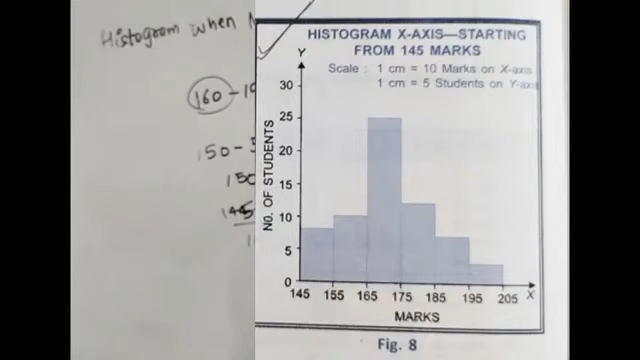 Histogram when
160 - 1
150 -
150
HISTOGRAM X-AXIS—STARTING
FROM 145 MARKS
Scale : 1 cm = 10 Marks on X-axis
1 cm = 5 Students on Y-axis
Y
30
25
20
15
10
5
0
NO. OF STUDENTS
145 155 165 175 185 195 205 X
MARKS
Fig. 8